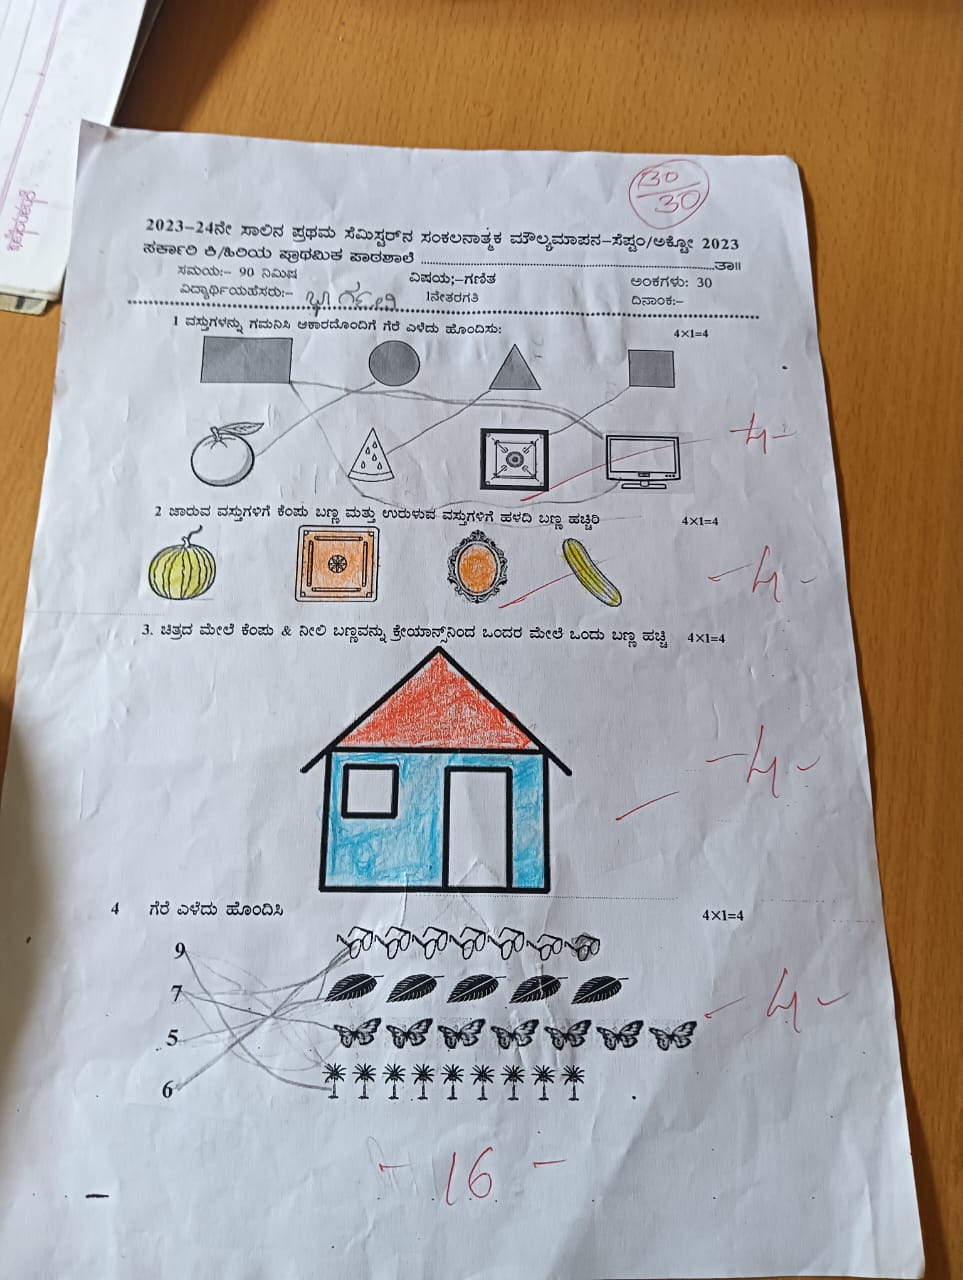 30
30
2023-24ನೇ ಸಾಲಿನ ಪ್ರಥಮ ಸೆಮಿಸ್ಟರ್‌ನ ಸಂಕಲನಾತ್ಮಕ ಮೌಲ್ಯಮಾಪನ-ಸೆಪ್ಟಂ/ಅಕ್ಟೋ 2023
ಸರ್ಕಾರಿ ಕಿ/ಹಿರಿಯ ಪ್ರಾಥಮಿಕ ಪಾಠಶಾಲೆ ............ತಾ॥
ಸಮಯ:- 90 ನಿಮಿಷ ವಿಷಯ;-ಗಣಿತ ಅಂಕಗಳು: 30
ವಿದ್ಯಾರ್ಥಿಯಹೆಸರು:- 1ನೇತರಗತಿ ದಿನಾಂಕ:-
1 ವಸ್ತುಗಳನ್ನು ಗಮನಿಸಿ ಆಕಾರದೊಂದಿಗೆ ಗೆರೆ ಎಳೆದು ಹೊಂದಿಸು: 4×1=4
-4-
2 ಜಾರುವ ವಸ್ತುಗಳಿಗೆ ಕೆಂಪು ಬಣ್ಣ ಮತ್ತು ಉರುಳುವ ವಸ್ತುಗಳಿಗೆ ಹಳದಿ ಬಣ್ಣ ಹಚ್ಚಿರಿ 4×1=4
-4-
3. ಚಿತ್ರದ ಮೇಲೆ ಕೆಂಪು & ನೀಲಿ ಬಣ್ಣವನ್ನು ಕ್ರೇಯಾನ್ಸ್‌ನಿಂದ ಒಂದರ ಮೇಲೆ ಒಂದು ಬಣ್ಣ ಹಚ್ಚಿ 4×1=4
-4-
4 ಗೆರೆ ಎಳೆದು ಹೊಂದಿಸಿ 4×1=4
9
7
5
6
-4-
-16-